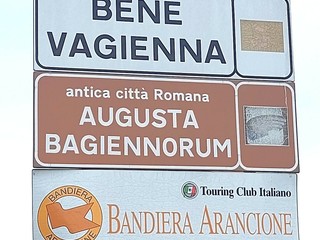 BENE
VAGIENNA
antica città Romana
AUGUSTA
BAGIENNORUM
Touring Club Italiano
BANDIERA
ARANCIONE
BANDIERA ARANCIONE